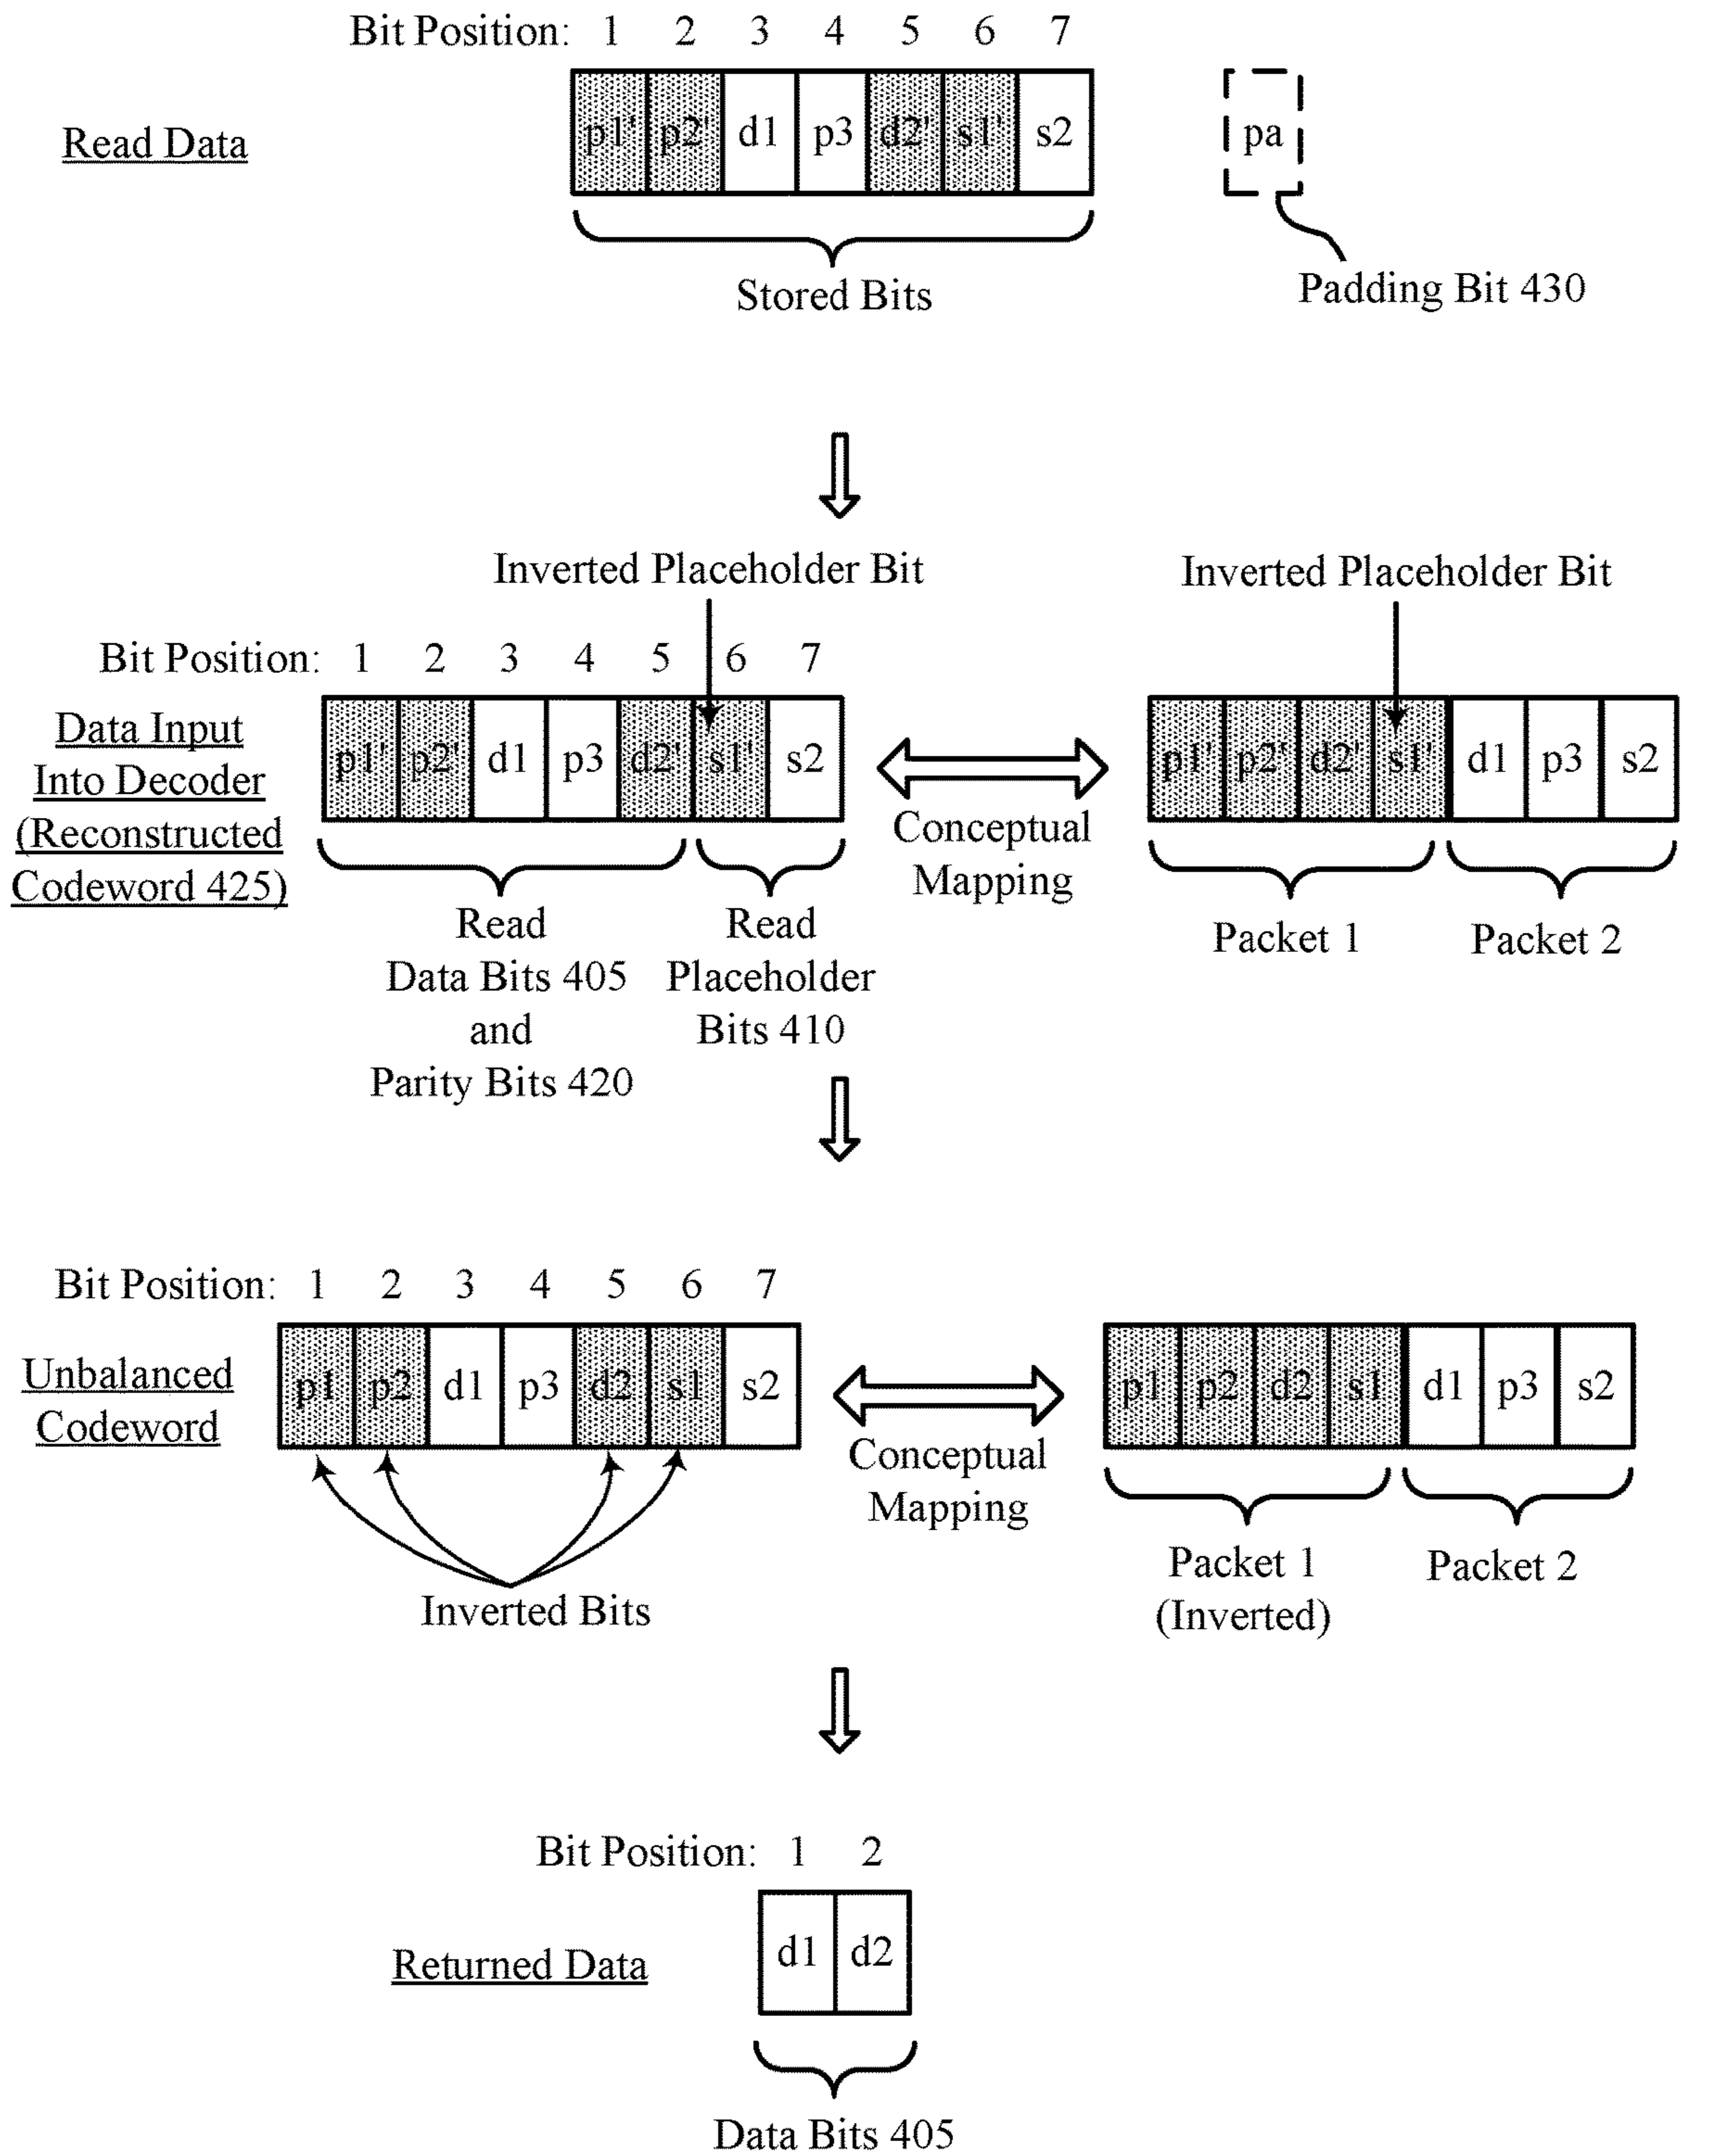 Bit Position: 1 2 3 4 5 6 7
Read Data
p1' p2' d1 p3 d2' s1' s2
pa
Stored Bits
Padding Bit 430
Inverted Placeholder Bit
Inverted Placeholder Bit
Bit Position: 1 2 3 4 5 6 7
Data Input
Into Decoder
(Reconstructed
Codeword 425)
p1' p2' d1 p3 d2' s1' s2
Conceptual
Mapping
p1' p2' d2' s1' d1 p3 s2
Read
Data Bits 405
and
Parity Bits 420
Read
Placeholder
Bits 410
Packet 1
Packet 2
Bit Position: 1 2 3 4 5 6 7
Unbalanced
Codeword
p1 p2 d1 p3 d2 s1 s2
Conceptual
Mapping
p1 p2 d2 s1 d1 p3 s2
Inverted Bits
Packet 1
(Inverted)
Packet 2
Bit Position: 1 2
Returned Data
d1 d2
Data Bits 405